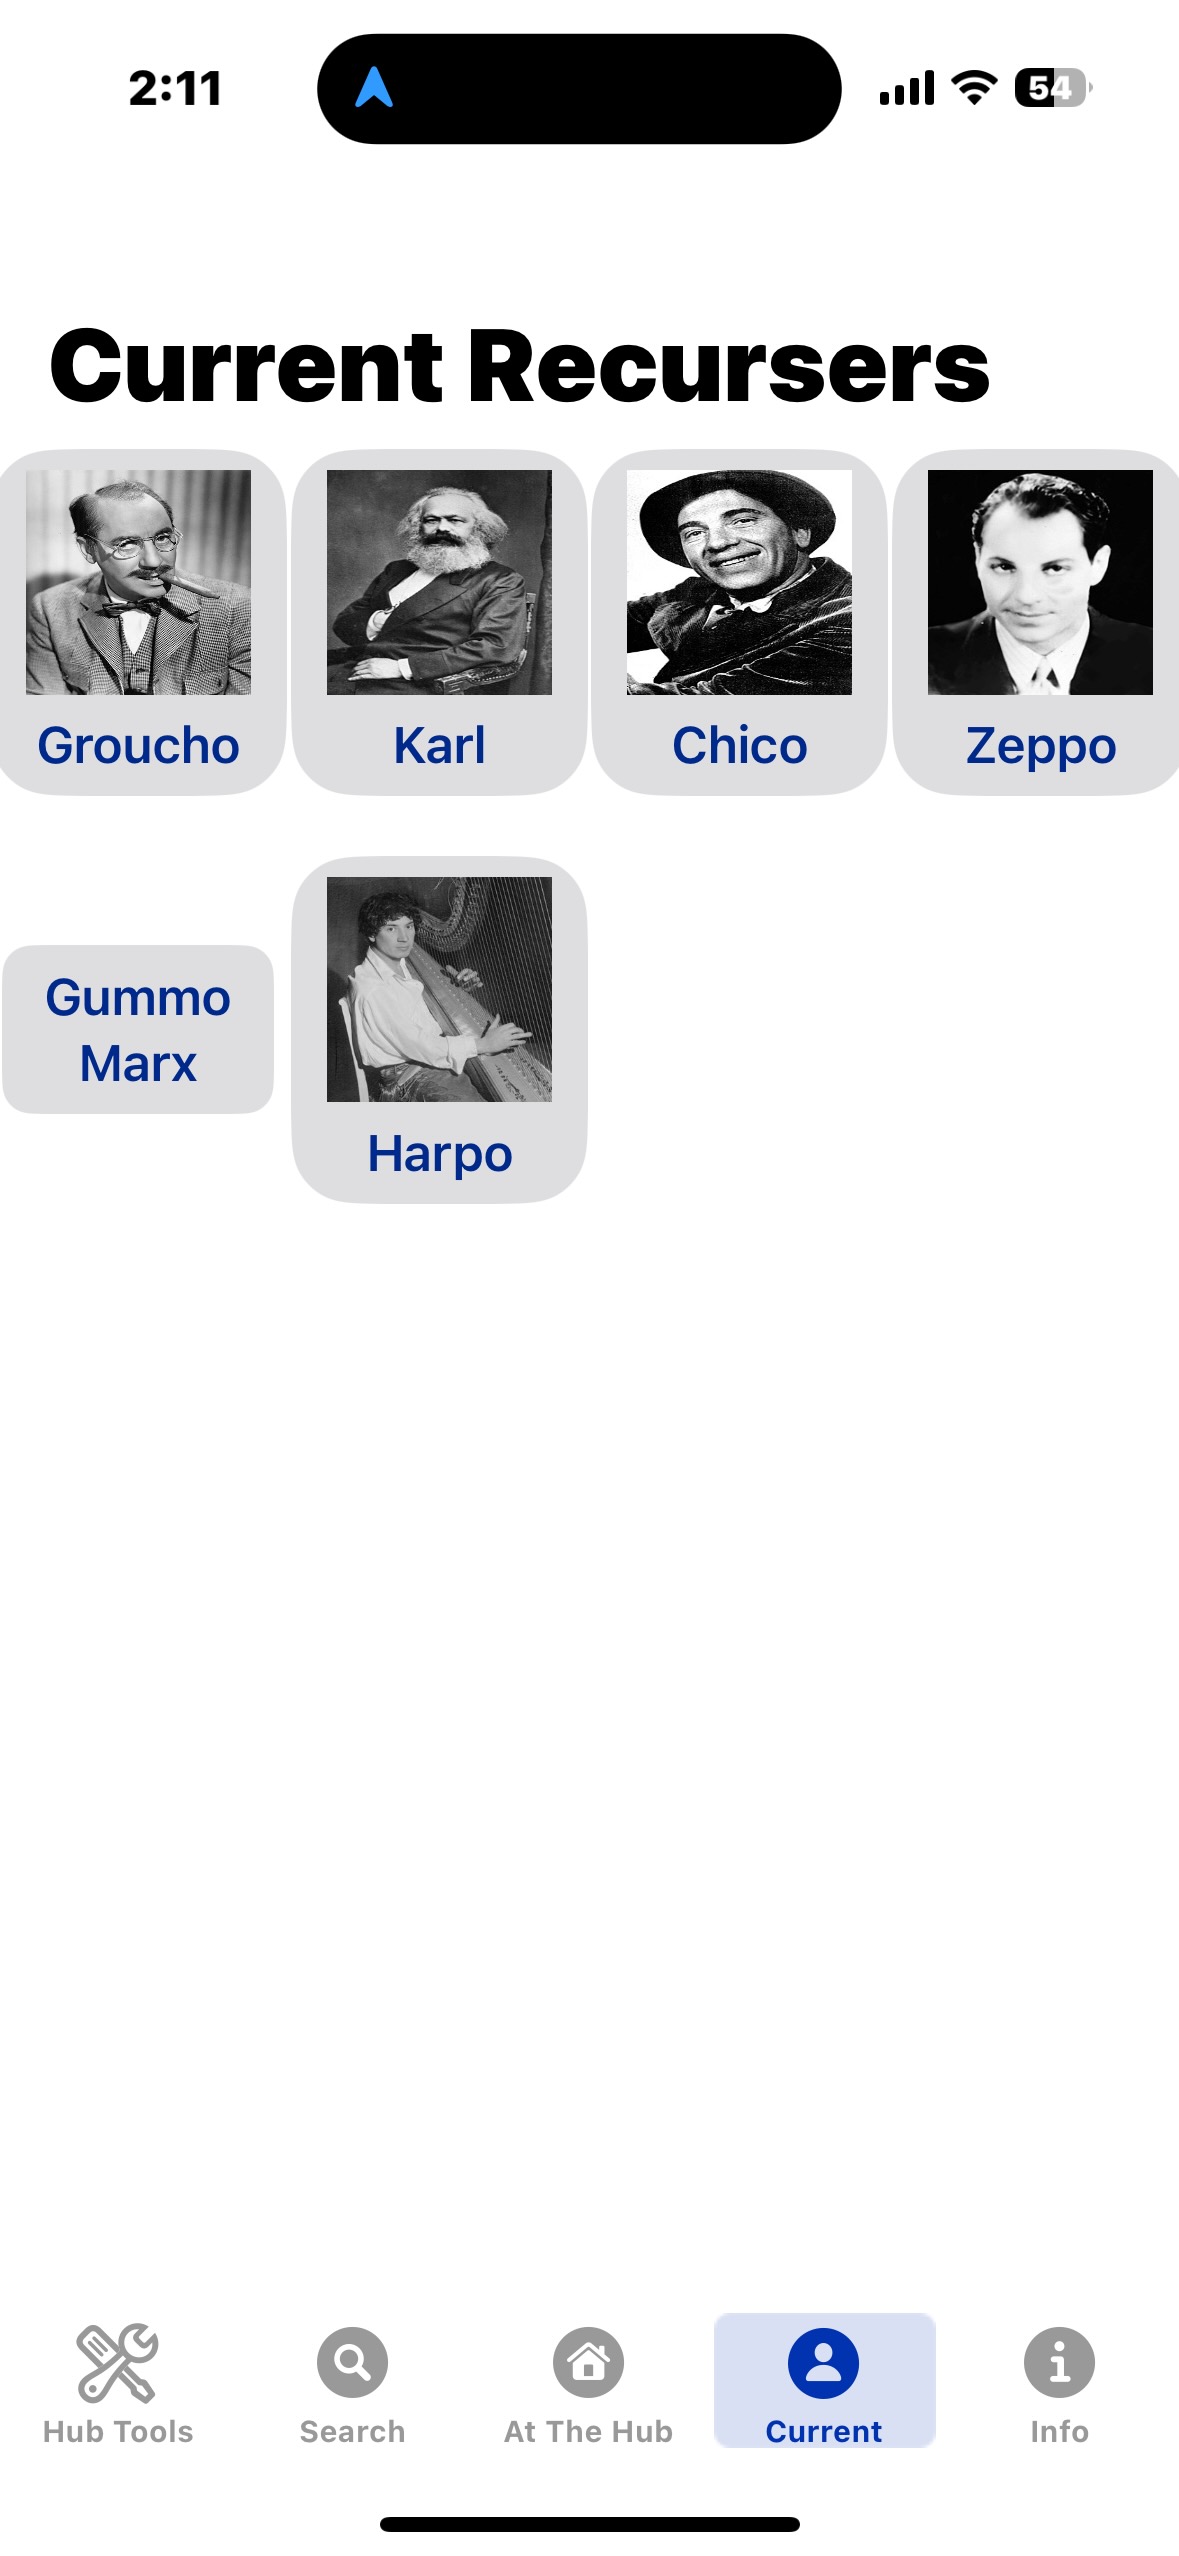 2:11
54
Current Recursers
Groucho
Karl
Chico
Zeppo
Gummo
Marx
Harpo
Hub Tools
Search
At The Hub
Current
Info